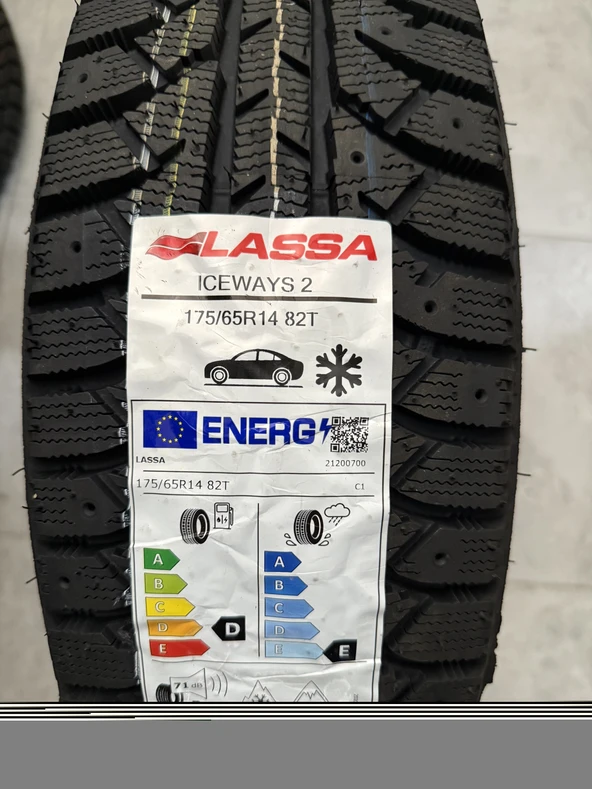 LASSA
ICEWAYS 2
175/65R14 82T
ENERG
LASSA
21200700
175/65R14 82T
C1
A
A
B
B
C
C
D
D
D
E
E
E
71 dB